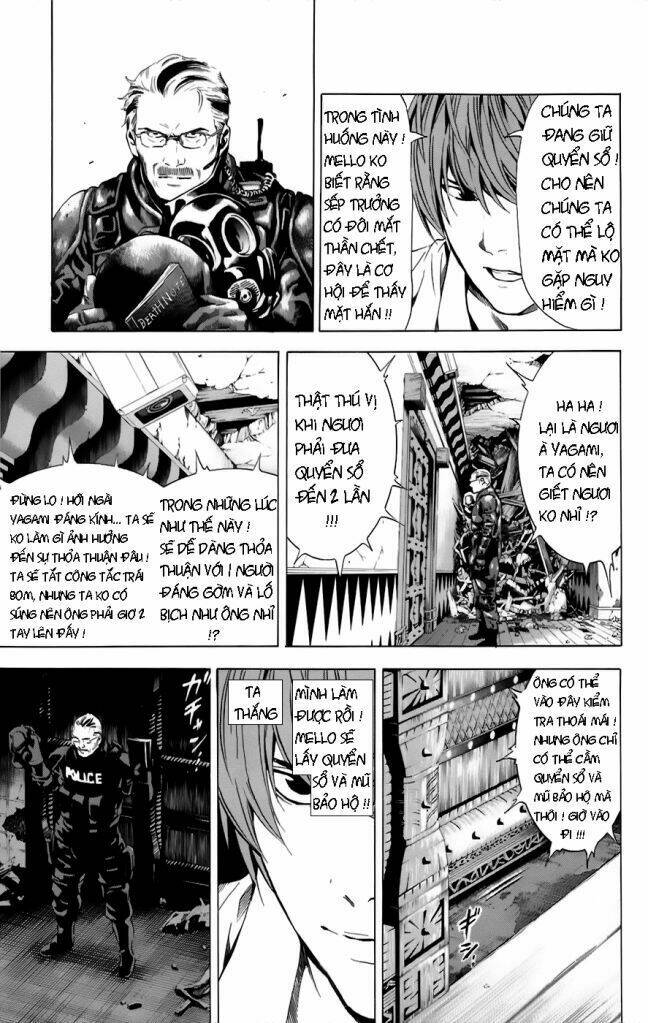 CHÚNG TA
ĐANG GIỮ
QUYỂN SỔ !
CHO NÊN
CHÚNG TA
CÓ THỂ LỘ
MẶT MÀ KO
GẶP NGUY
HIỂM GÌ !
TRONG TÌNH
HUỐNG NÀY !
MELLO KO
BIẾT RẰNG
SẾP TRƯỞNG
CÓ ĐÔI MẮT
THẦN CHẾT,
ĐÂY LÀ CƠ
HỘI ĐỂ THẤY
MẶT HẮN !!
DEATH NOTE
HA HA !
LẠI LÀ NGƯƠI
À YAGAMI,
TA CÓ NÊN
GIẾT NGƯƠI
KO NHỈ !?
THẬT THÚ VỊ
KHI NGƯƠI
PHẢI ĐƯA
QUYỂN SỔ
ĐẾN 2 LẦN
!!!
TRONG NHỮNG LÚC
NHƯ THẾ NÀY !
SẼ DỄ DÀNG THỎA
THUẬN VỚI 1 NGƯỜI
ĐÁNG GỜM VÀ LỐ
BỊCH NHƯ ÔNG NHỈ
!?
ĐỪNG LO ! HỠI NGÀI
YAGAMI ĐÁNG KÍNH... TA SẼ
KO LÀM GÌ ẢNH HƯỞNG
ĐẾN SỰ THỎA THUẬN ĐÂU !
TA SẼ TẮT CÔNG TẮC TRÁI
BOM, NHƯNG TA KO CÓ
SÚNG NÊN ÔNG PHẢI GIƠ 2
TAY LÊN ĐẤY !
ÔNG CÓ THỂ
VÀO ĐÂY KIỂM
TRA THOẢI MÁI !
NHƯNG ÔNG CHỈ
CÓ THỂ CẦM
QUYỂN SỔ VÀ
MŨ BẢO HỘ MÀ
THÔI ! GIỜ VÀO
ĐI !!!
ギシ
MÌNH LÀM
ĐƯỢC RỒI !
MELLO SẼ
LẤY QUYỂN
SỔ VÀ MŨ
BẢO HỘ !!
TA
THẮNG
ガチャン
POLICE